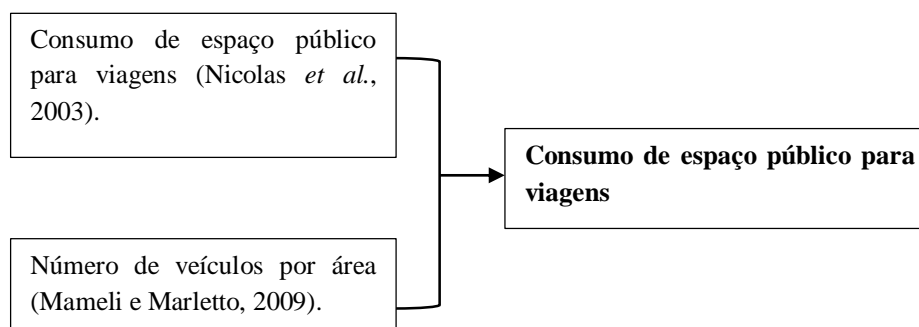 Consumo de espaço público
para viagens (Nicolas et al.,
2003).
Consumo de espaço público para
viagens
Número de veículos por área
(Mameli e Marletto, 2009).